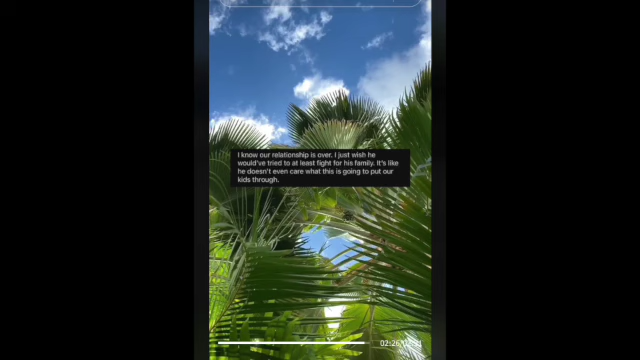 I know our relationship is over. I just wish he
would've tried to at least fight for his family. It's like
he doesn't even care what this is going to put our
kids through.